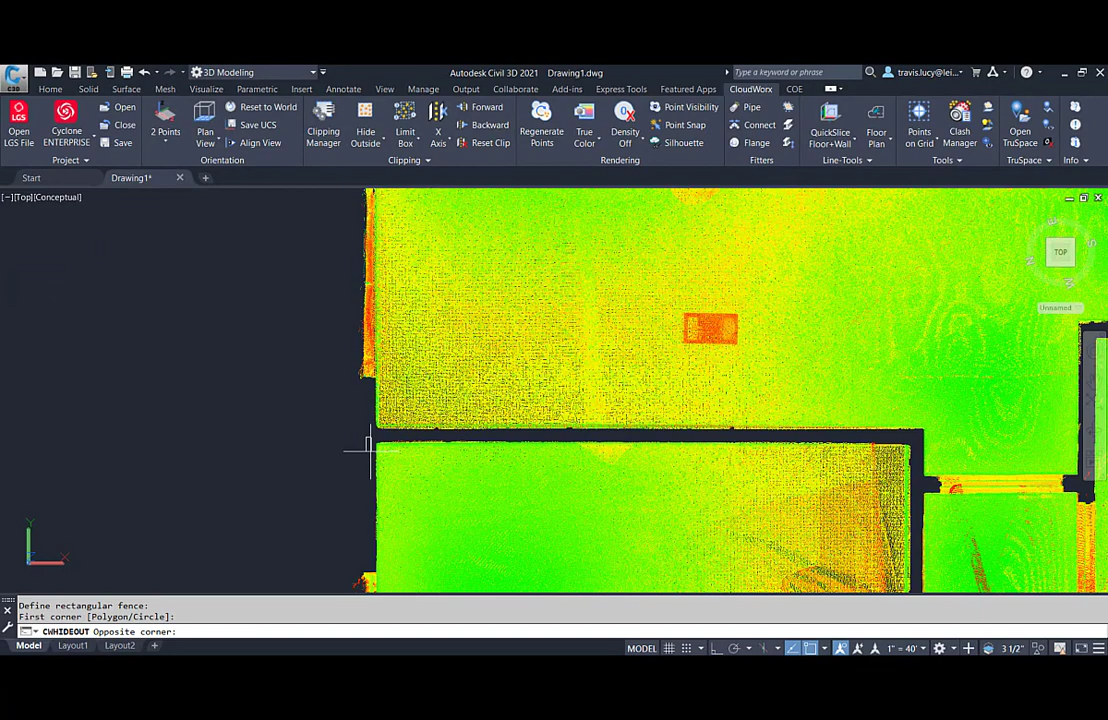 3D Modeling
Autodesk Civil 3D 2021 Drawing1.dwg
Type a keyword or phrase
travis.lucy@lei...
C3D
Home Solid Surface Mesh Visualize Parametric Insert Annotate View Manage Output Collaborate Add-ins Express Tools Featured Apps CloudWorx COE
LGS
Open
LGS File
Cyclone
ENTERPRISE
Open
Close
Save
Project
2 Points
Plan
View
Reset to World
Save UCS
Align View
Orientation
Clipping
Manager
Hide
Outside
Limit
Box
X
Axis
Forward
Backward
Reset Clip
Clipping
Regenerate
Points
True
Color
Density
Off
Point Visibility
Point Snap
Silhouette
Rendering
Pipe
Connect
Flange
Fitters
QuickSlice
Floor+Wall
Floor
Plan
Line-Tools
Points
on Grid
Clash
Manager
Tools
Open
TruSpace
TruSpace
Info
Start
Drawing1*
[−][Top][Conceptual]
TOP
Unnamed
Y
X
Define rectangular fence:
First corner [Polygon/Circle]:
CWHIDEOUT Opposite corner:
Model Layout1 Layout2
MODEL
1" = 40'
3 1/2"